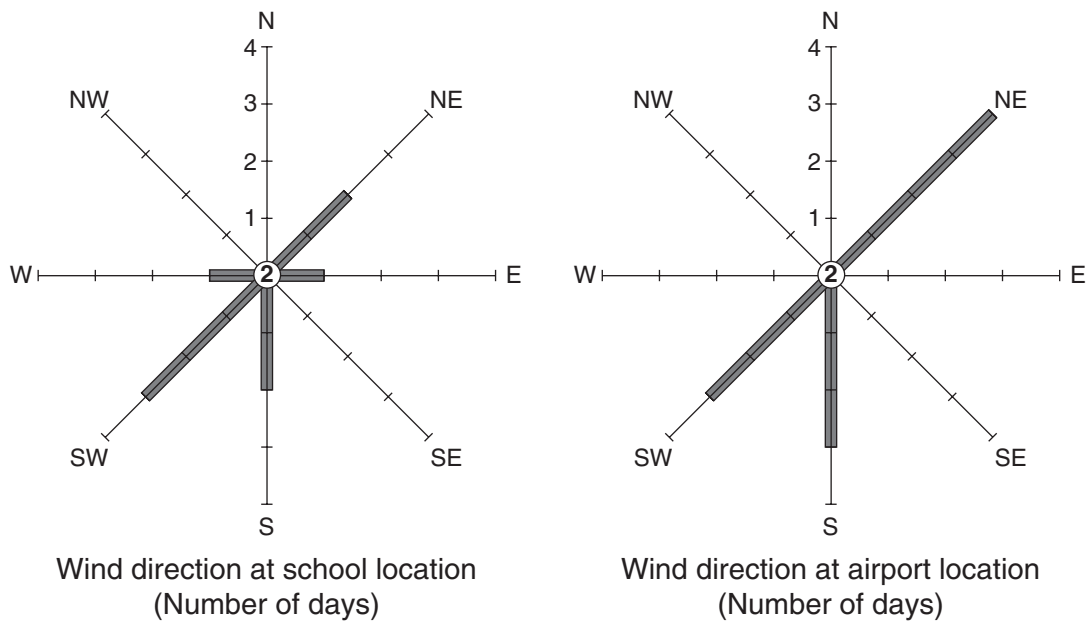 N
4
NW
NE
3
2
1
W
2
E
SW
SE
S
Wind direction at school location
(Number of days)
N
4
NW
NE
3
2
1
W
2
E
SW
SE
S
Wind direction at airport location
(Number of days)